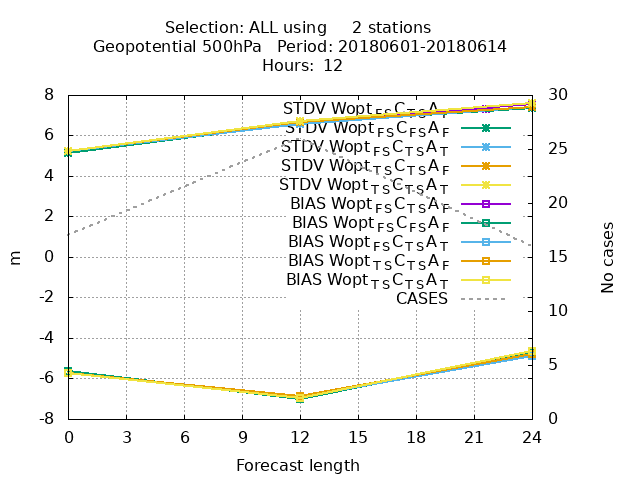 Selection: ALL using 2 stations
Geopotential 500hPa Period: 20180601-20180614
Hours: 12
8
6
4
2
0
-2
-4
-6
-8
m
30
25
20
15
10
5
0
No cases
STDV Wopt FS C TS A F
STDV Wopt FS C FS A F
STDV Wopt FS C TS A T
STDV Wopt TS C TS A F
STDV Wopt TS C TS A T
BIAS Wopt FS C TS A F
BIAS Wopt FS C FS A F
BIAS Wopt FS C TS A T
BIAS Wopt TS C TS A F
BIAS Wopt TS C TS A T
CASES
0 3 6 9 12 15 18 21 24
Forecast length